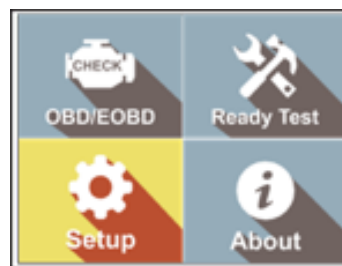 CHECK
OBD/EOBD
Ready Test
Setup
i
About